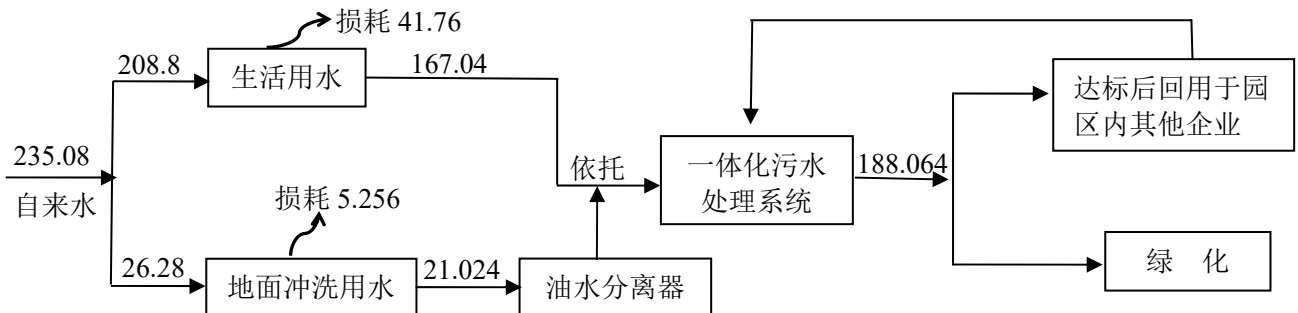 损耗 41.76
208.8
生活用水
167.04
达标后回用于园
区内其他企业
235.08
自来水
依托
一体化污水
处理系统
188.064
损耗 5.256
26.28
地面冲洗用水
21.024
油水分离器
绿 化